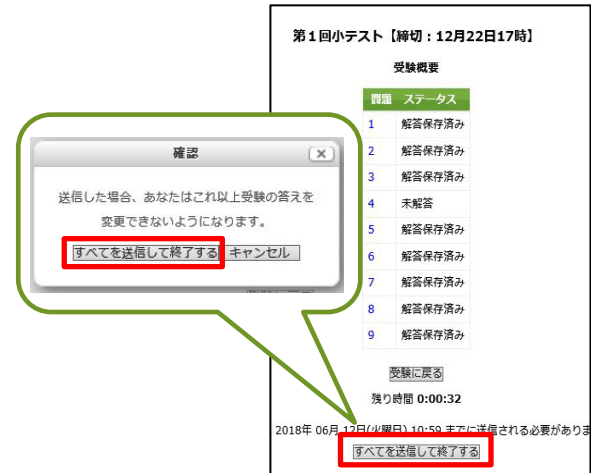 第1回小テスト【締切：12月22日17時】
受験概要
問題 ステータス
1 解答保存済み
2 解答保存済み
3 解答保存済み
4 未解答
5 解答保存済み
6 解答保存済み
7 解答保存済み
8 解答保存済み
9 解答保存済み
受験に戻る
残り時間 0:00:32
2018年 06月 12日(火曜日) 10:59 までに送信される必要がありま
すべてを送信して終了する
確認
送信した場合、あなたはこれ以上受験の答えを
変更できないようになります。
すべてを送信して終了する キャンセル